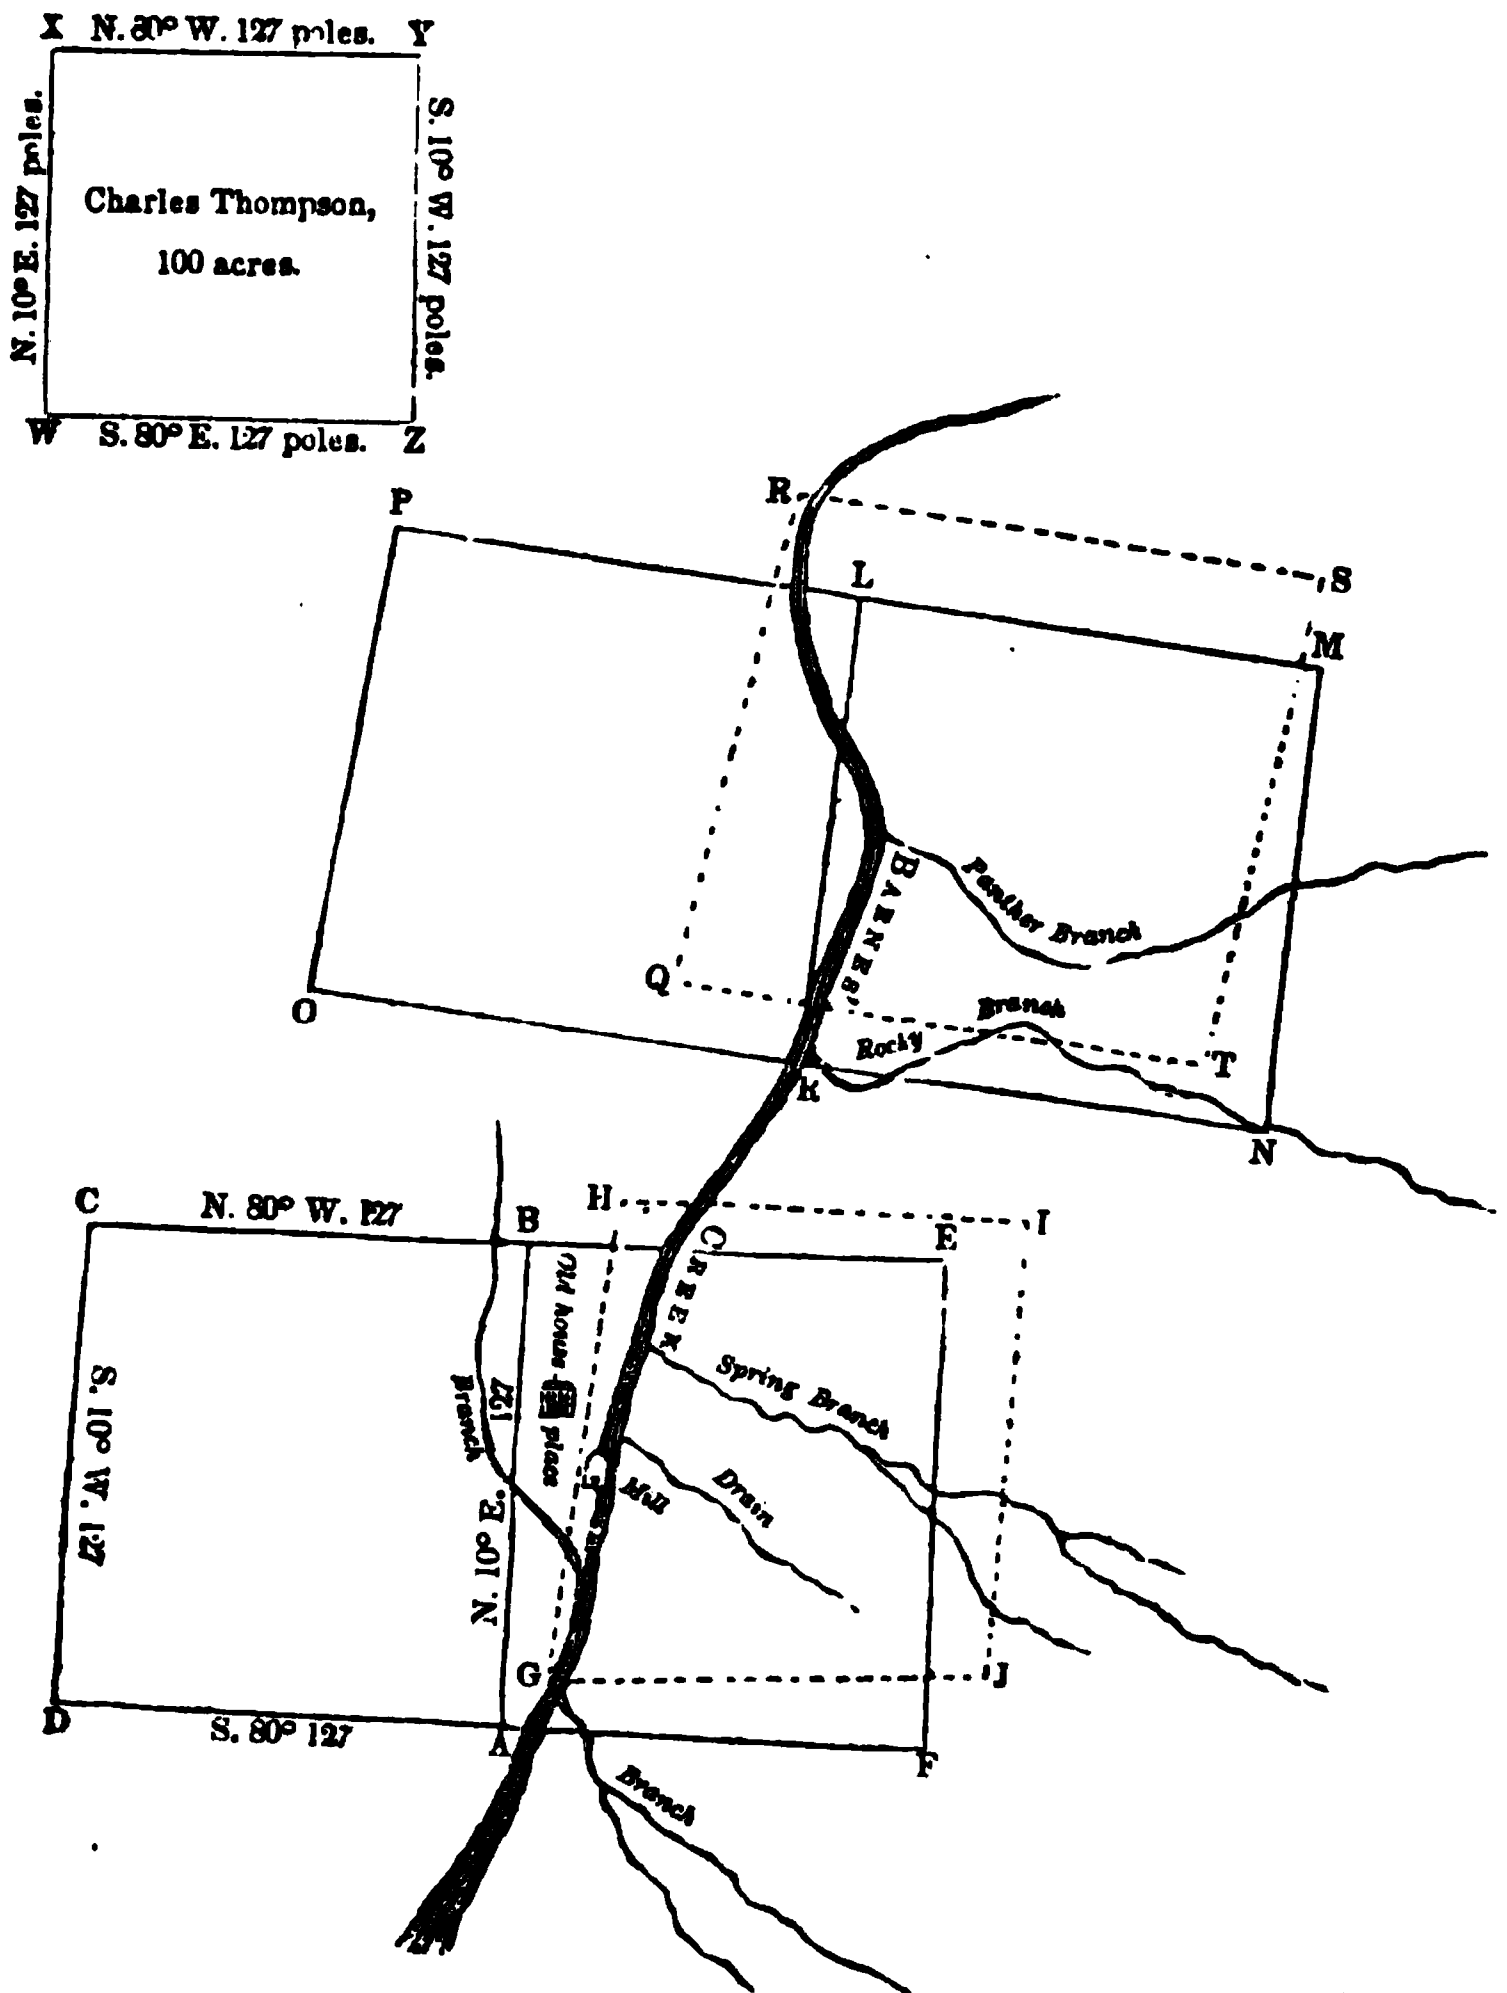 X N. 80° W. 127 poles. Y
N. 10° E. 127 poles.
S. 10° W. 127 poles.
Charles Thompson,
100 acres.
W S. 80° E. 127 poles. Z
P
R
L
S
M
BARNES'
Panther Branch
Q
O
Rocky Branch
T
K
N
C N. 80° W. 127 B
H
I
E
CREEK
Old house place
S. 10° W. 127
Branch
127
N. 10° E.
Spring Branch
Mill
Drain
G
J
D S. 80° 127
A
F
Branch